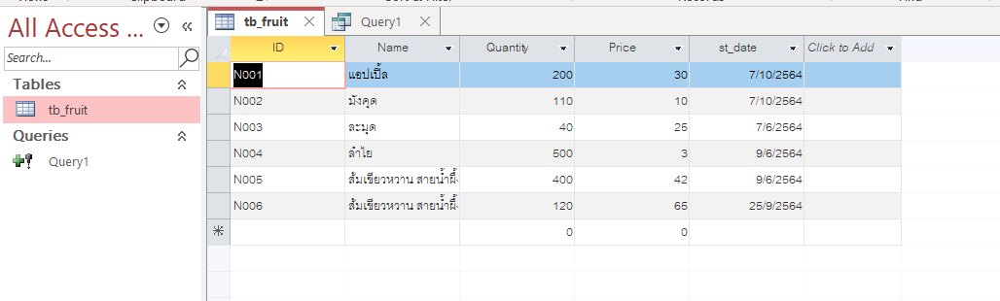 tb_fruit Query1
All Access ...
Search...
Tables
tb_fruit
Queries
Query1
ID Name Quantity Price st_date Click to Add
N001 แอปเปิ้ล 200 30 7/10/2564
N002 มังคุด 110 10 7/10/2564
N003 ละมุด 40 25 7/6/2564
N004 ลำไย 500 3 9/6/2564
N005 ส้มเขียวหวาน สายน้ำผึ้ 400 42 9/6/2564
N006 ส้มเขียวหวาน สายน้ำผึ้ 120 65 25/9/2564
0 0